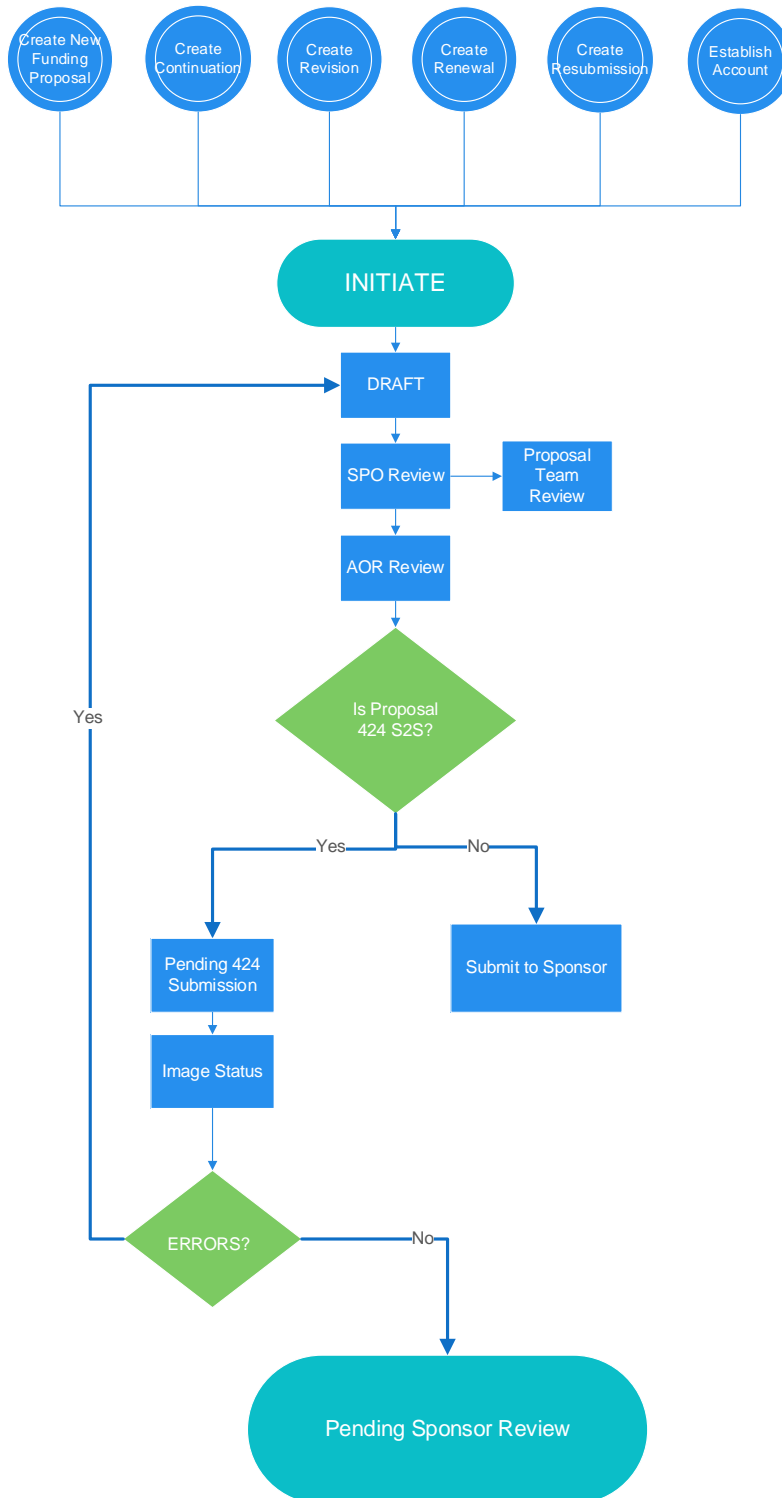 Create New
Funding
Proposal
Create
Continuation
Create
Revision
Create
Renewal
Create
Resubmission
Establish
Account
INITIATE
DRAFT
SPO Review
Proposal
Team
Review
AOR Review
Is Proposal
424 S2S?
Yes
Yes
No
Pending 424
Submission
Submit to Sponsor
Image Status
ERRORS?
No
Pending Sponsor Review